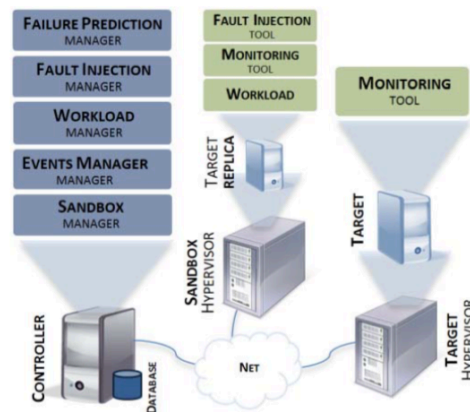 FAILURE PREDICTION
MANAGER
FAULT INJECTION
MANAGER
WORKLOAD
MANAGER
EVENTS MANAGER
MANAGER
SANDBOX
MANAGER
CONTROLLER
DATABASE
FAULT INJECTION
TOOL
MONITORING
TOOL
WORKLOAD
TARGET
REPLICA
SANDBOX
HYPERVISOR
NET
MONITORING
TOOL
TARGET
TARGET
HYPERVISOR